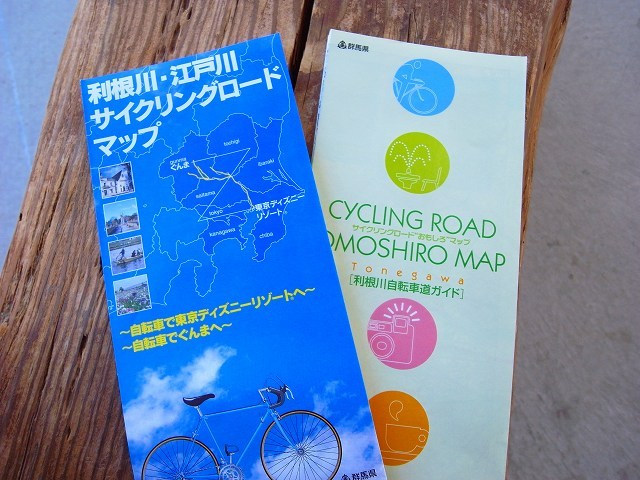 利根川・江戸川
サイクリングロード
マップ
gunma
ぐんま
tochigi
ibaraki
saitama
tokyo
東京ディズニー
リゾート
kanagawa
chiba
〜自転車で東京ディズニーリゾートへ〜
〜自転車でぐんまへ〜
群馬県
群馬県
CYCLING ROAD
サイクリングロード"おもしろ"マップ
OMOSHIRO MAP
Tonegawa
[利根川自転車道ガイド]